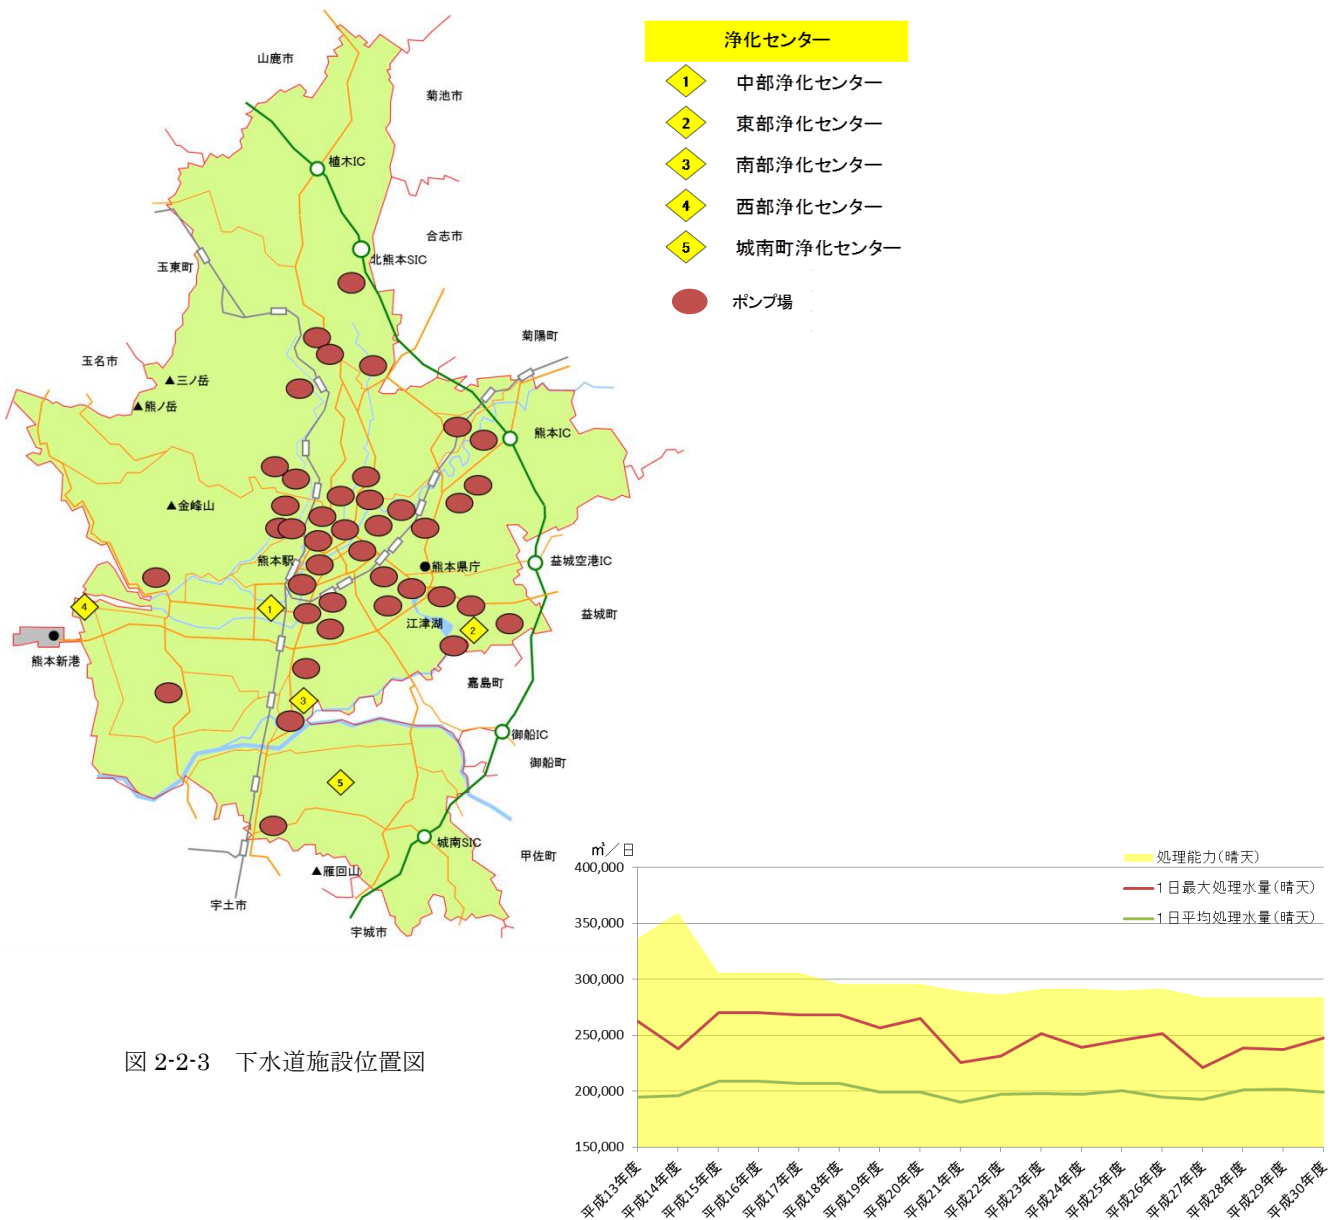 浄化センター
1 中部浄化センター
2 東部浄化センター
3 南部浄化センター
4 西部浄化センター
5 城南町浄化センター
ポンプ場
山鹿市
菊池市
植木IC
合志市
北熊本SIC
玉東町
菊陽町
玉名市
▲三ノ岳
▲熊ノ岳
熊本IC
▲金峰山
熊本駅
●熊本県庁
益城空港IC
4
1
益城町
江津湖
2
熊本新港
嘉島町
3
御船IC
御船町
5
城南SIC
甲佐町
▲雁回山
宇土市
宇城市
図 2-2-3 下水道施設位置図
㎥/日
処理能力(晴天)
1日最大処理水量(晴天)
1日平均処理水量(晴天)
400,000
350,000
300,000
250,000
200,000
150,000
平成13年度
平成14年度
平成15年度
平成16年度
平成17年度
平成18年度
平成19年度
平成20年度
平成21年度
平成22年度
平成23年度
平成24年度
平成25年度
平成26年度
平成27年度
平成28年度
平成29年度
平成30年度